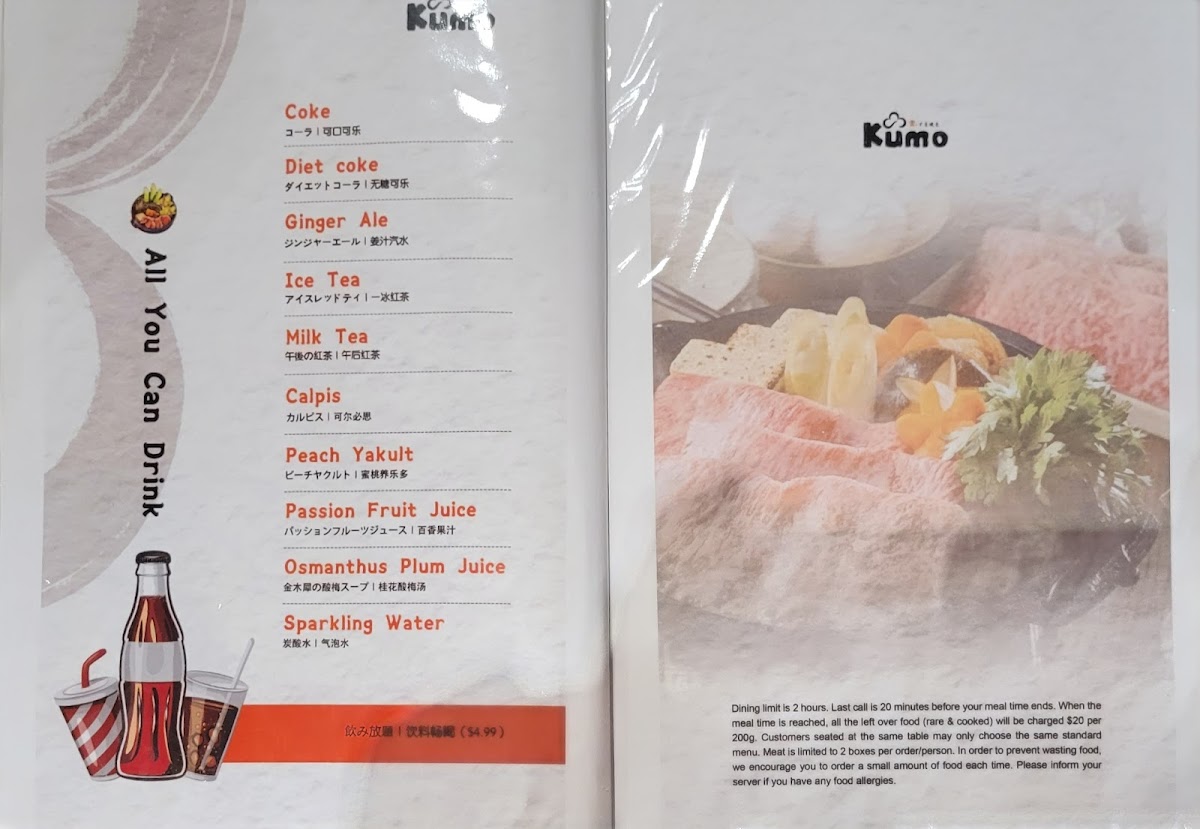 Kumo
Coke
コーラ | 可口可乐
Diet coke
ダイエットコーラ | 无糖可乐
Ginger Ale
ジンジャーエール | 姜汁汽水
Ice Tea
アイスレッドティ | 一冰红茶
Milk Tea
午後の紅茶 | 午后红茶
Calpis
カルピス | 可尔必思
Peach Yakult
ピーチヤクルト | 蜜桃养乐多
Passion Fruit Juice
パッションフルーツジュース | 百香果汁
Osmanthus Plum Juice
金木犀の酸梅スープ | 桂花酸梅汤
Sparkling Water
炭酸水 | 气泡水
All You Can Drink
飲み放題 | 饮料畅喝 ( $4.99 )
Kumo
Dining limit is 2 hours. Last call is 20 minutes before your meal time ends. When the
meal time is reached, all the left over food (rare & cooked) will be charged $20 per
200g. Customers seated at the same table may only choose the same standard
menu. Meat is limited to 2 boxes per order/person. In order to prevent wasting food,
we encourage you to order a small amount of food each time. Please inform your
server if you have any food allergies.